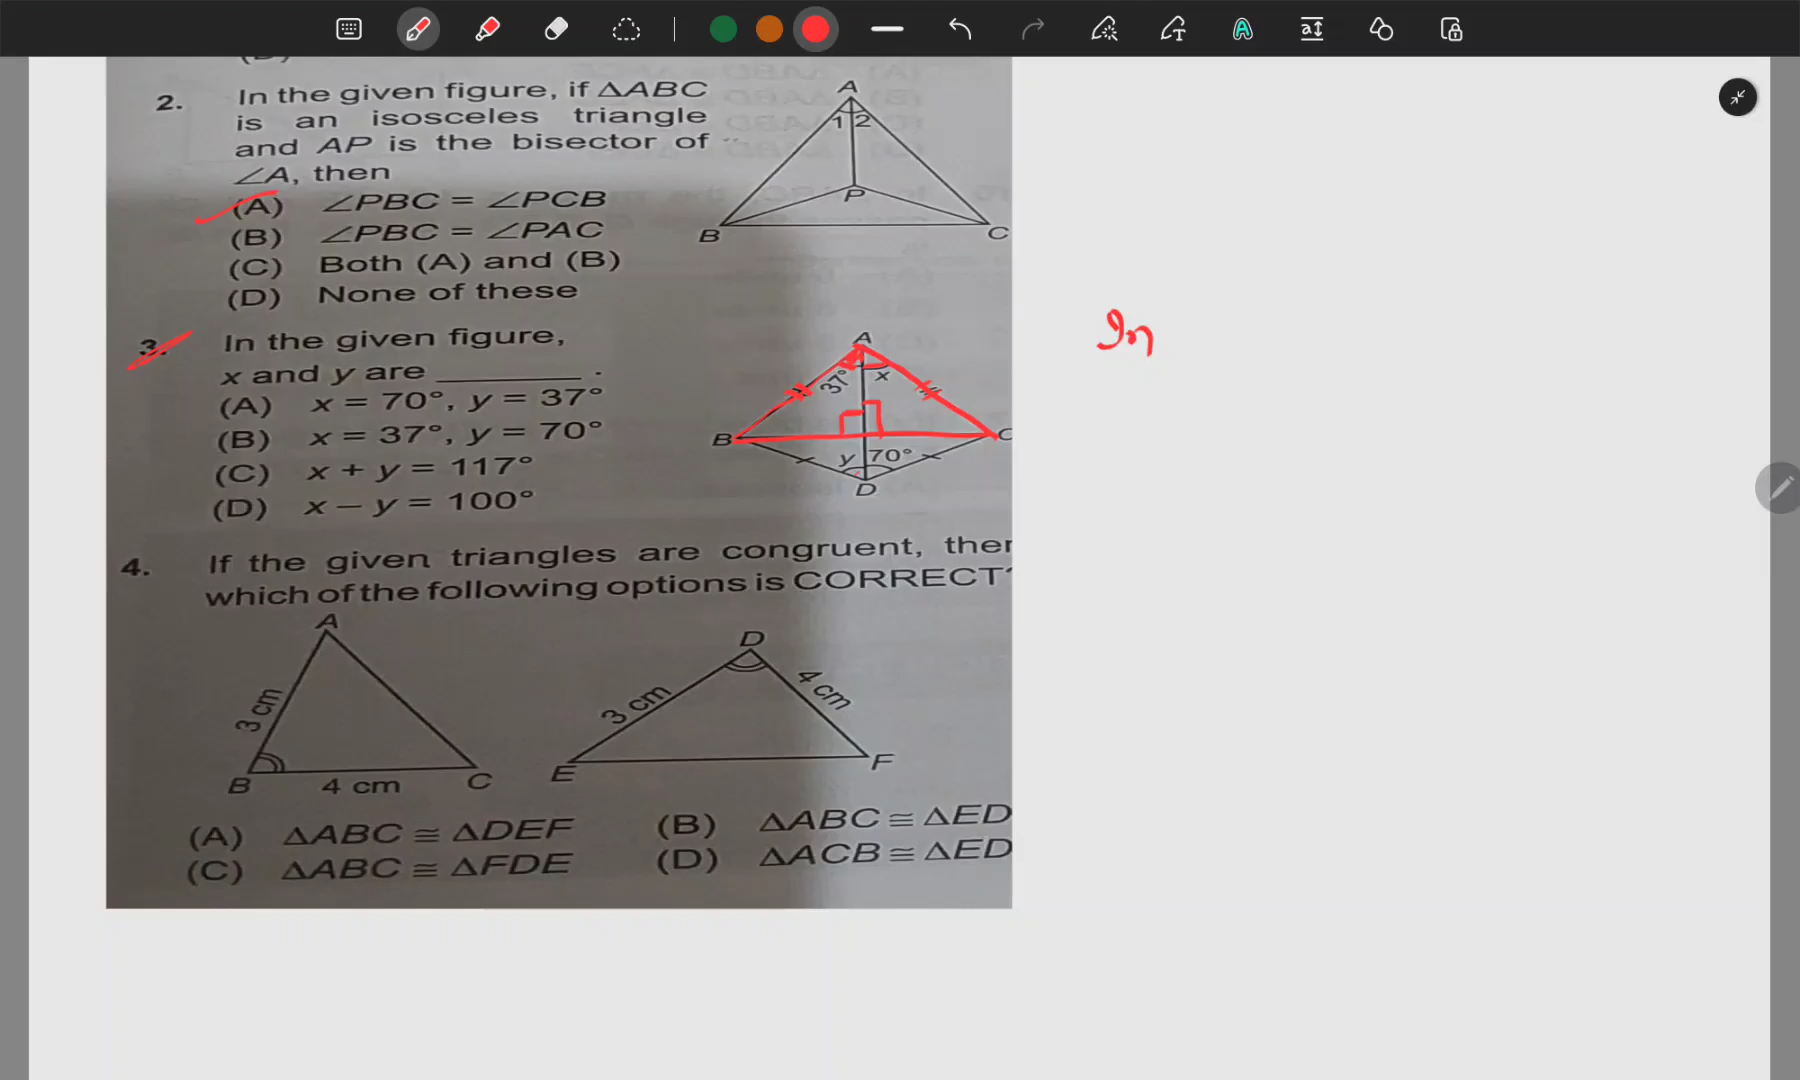 2.
In the given figure, if ΔABC
is an isosceles triangle
and AP is the bisector of
∠A, then
(A) ∠PBC = ∠PCB
(B) ∠PBC = ∠PAC
(C) Both (A) and (B)
(D) None of these
A
1 2
P
B
C
3.
In the given figure,
x and y are ________ .
(A) x = 70°, y = 37°
(B) x = 37°, y = 70°
(C) x + y = 117°
(D) x – y = 100°
A
37° x
B
C
y 70°
D
In
4.
If the given triangles are congruent, then
which of the following options is CORRECT?
A
3 cm
B
4 cm
C
D
3 cm
4 cm
E
F
(A) ΔABC ≅ ΔDEF
(B) ΔABC ≅ ΔED
(C) ΔABC ≅ ΔFDE
(D) ΔACB ≅ ΔED